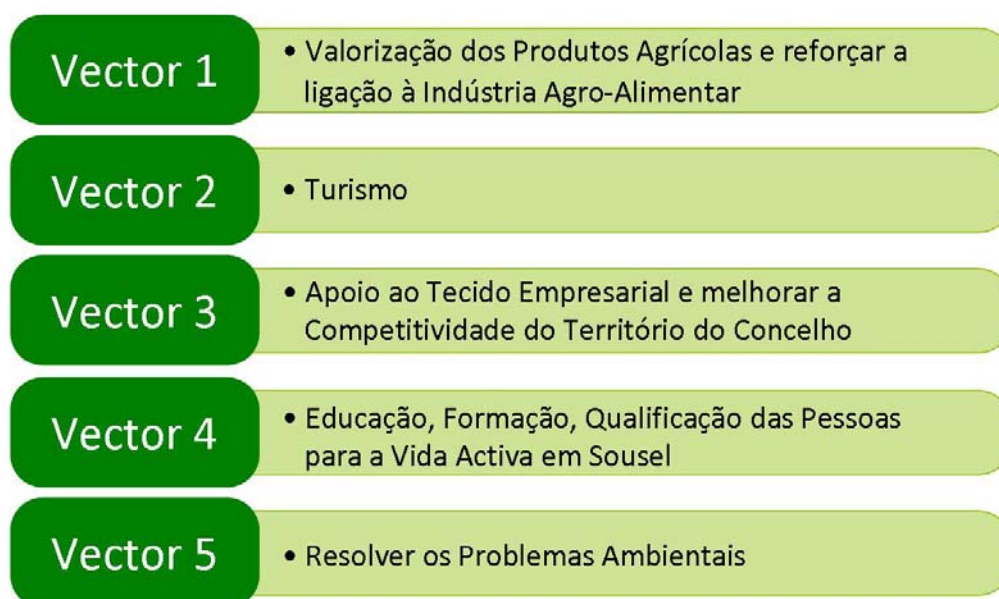 Vector 1
• Valorização dos Produtos Agrícolas e reforçar a
ligação à Indústria Agro-Alimentar
Vector 2
• Turismo
Vector 3
• Apoio ao Tecido Empresarial e melhorar a
Competitividade do Território do Concelho
Vector 4
• Educação, Formação, Qualificação das Pessoas
para a Vida Activa em Sousel
Vector 5
• Resolver os Problemas Ambientais